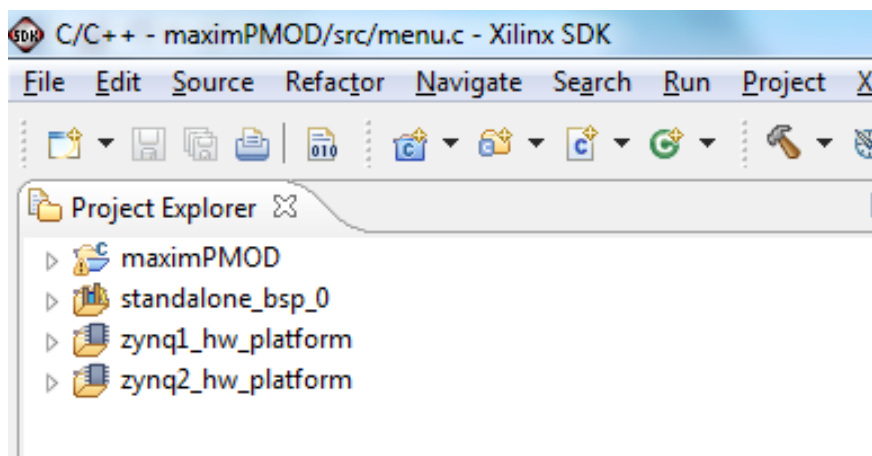 C/C++ - maximPMOD/src/menu.c - Xilinx SDK
File Edit Source Refactor Navigate Search Run Project X
Project Explorer
maximPMOD
standalone_bsp_0
zynq1_hw_platform
zynq2_hw_platform